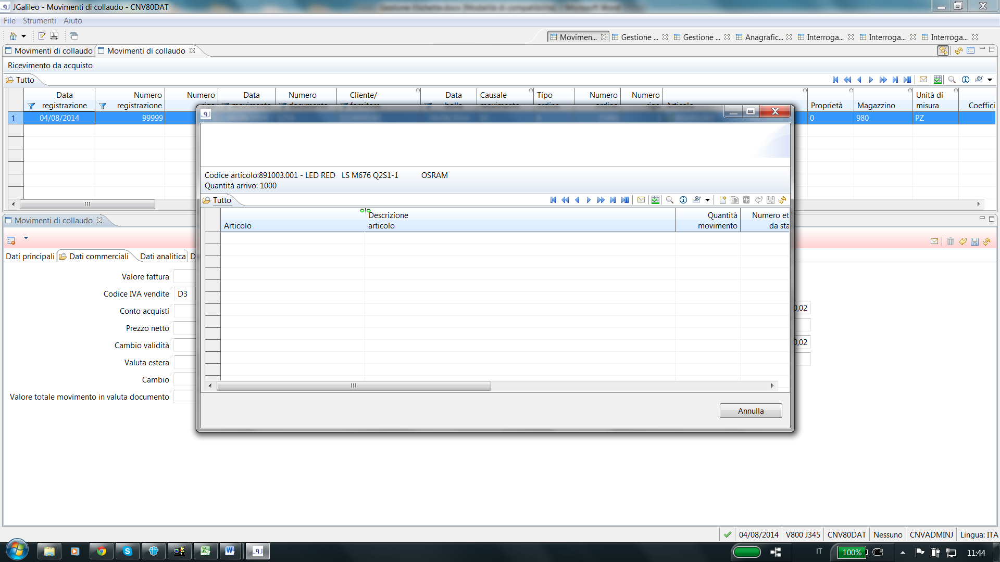 JGalileo - Movimenti di collaudo - CNV80DAT
File Strumenti Aiuto
Movimen... Gestione ... Gestione ... Anagrafic... Interroga... Interroga... Interroga...
Movimenti di collaudo Movimenti di collaudo
Ricevimento da acquisto
Tutto
Data registrazione Numero registrazione Numero Data Numero Cliente/ Data Causale Tipo Numero Numero Articolo Proprietà Magazzino Unità di misura Coeffici
1 04/08/2014 99999 0 980 PZ
Codice articolo:891003.001 - LED RED LS M676 Q2S1-1 OSRAM
Quantità arrivo: 1000
Tutto
Articolo Descrizione articolo Quantità movimento Numero et da sta
Annulla
Movimenti di collaudo
Dati principali Dati commerciali Dati analitica D
Valore fattura
Codice IVA vendite D3
Conto acquisti 0,02
Prezzo netto
Cambio validità 0,02
Valuta estera
Cambio
Valore totale movimento in valuta documento
04/08/2014 V800 J345 CNV80DAT Nessuno CNVADMINJ Lingua: ITA
IT 100% 11:44